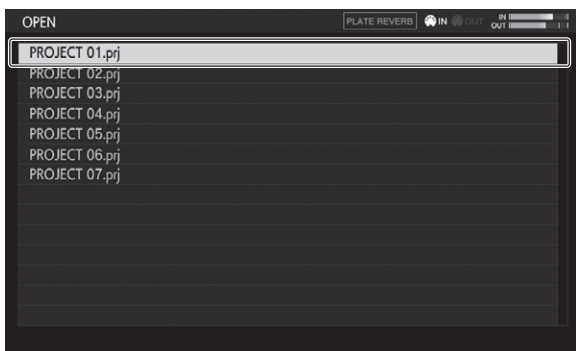 OPEN PLATE REVERB IN OUT IN
OUT
PROJECT 01.prj
PROJECT 02.prj
PROJECT 03.prj
PROJECT 04.prj
PROJECT 05.prj
PROJECT 06.prj
PROJECT 07.prj